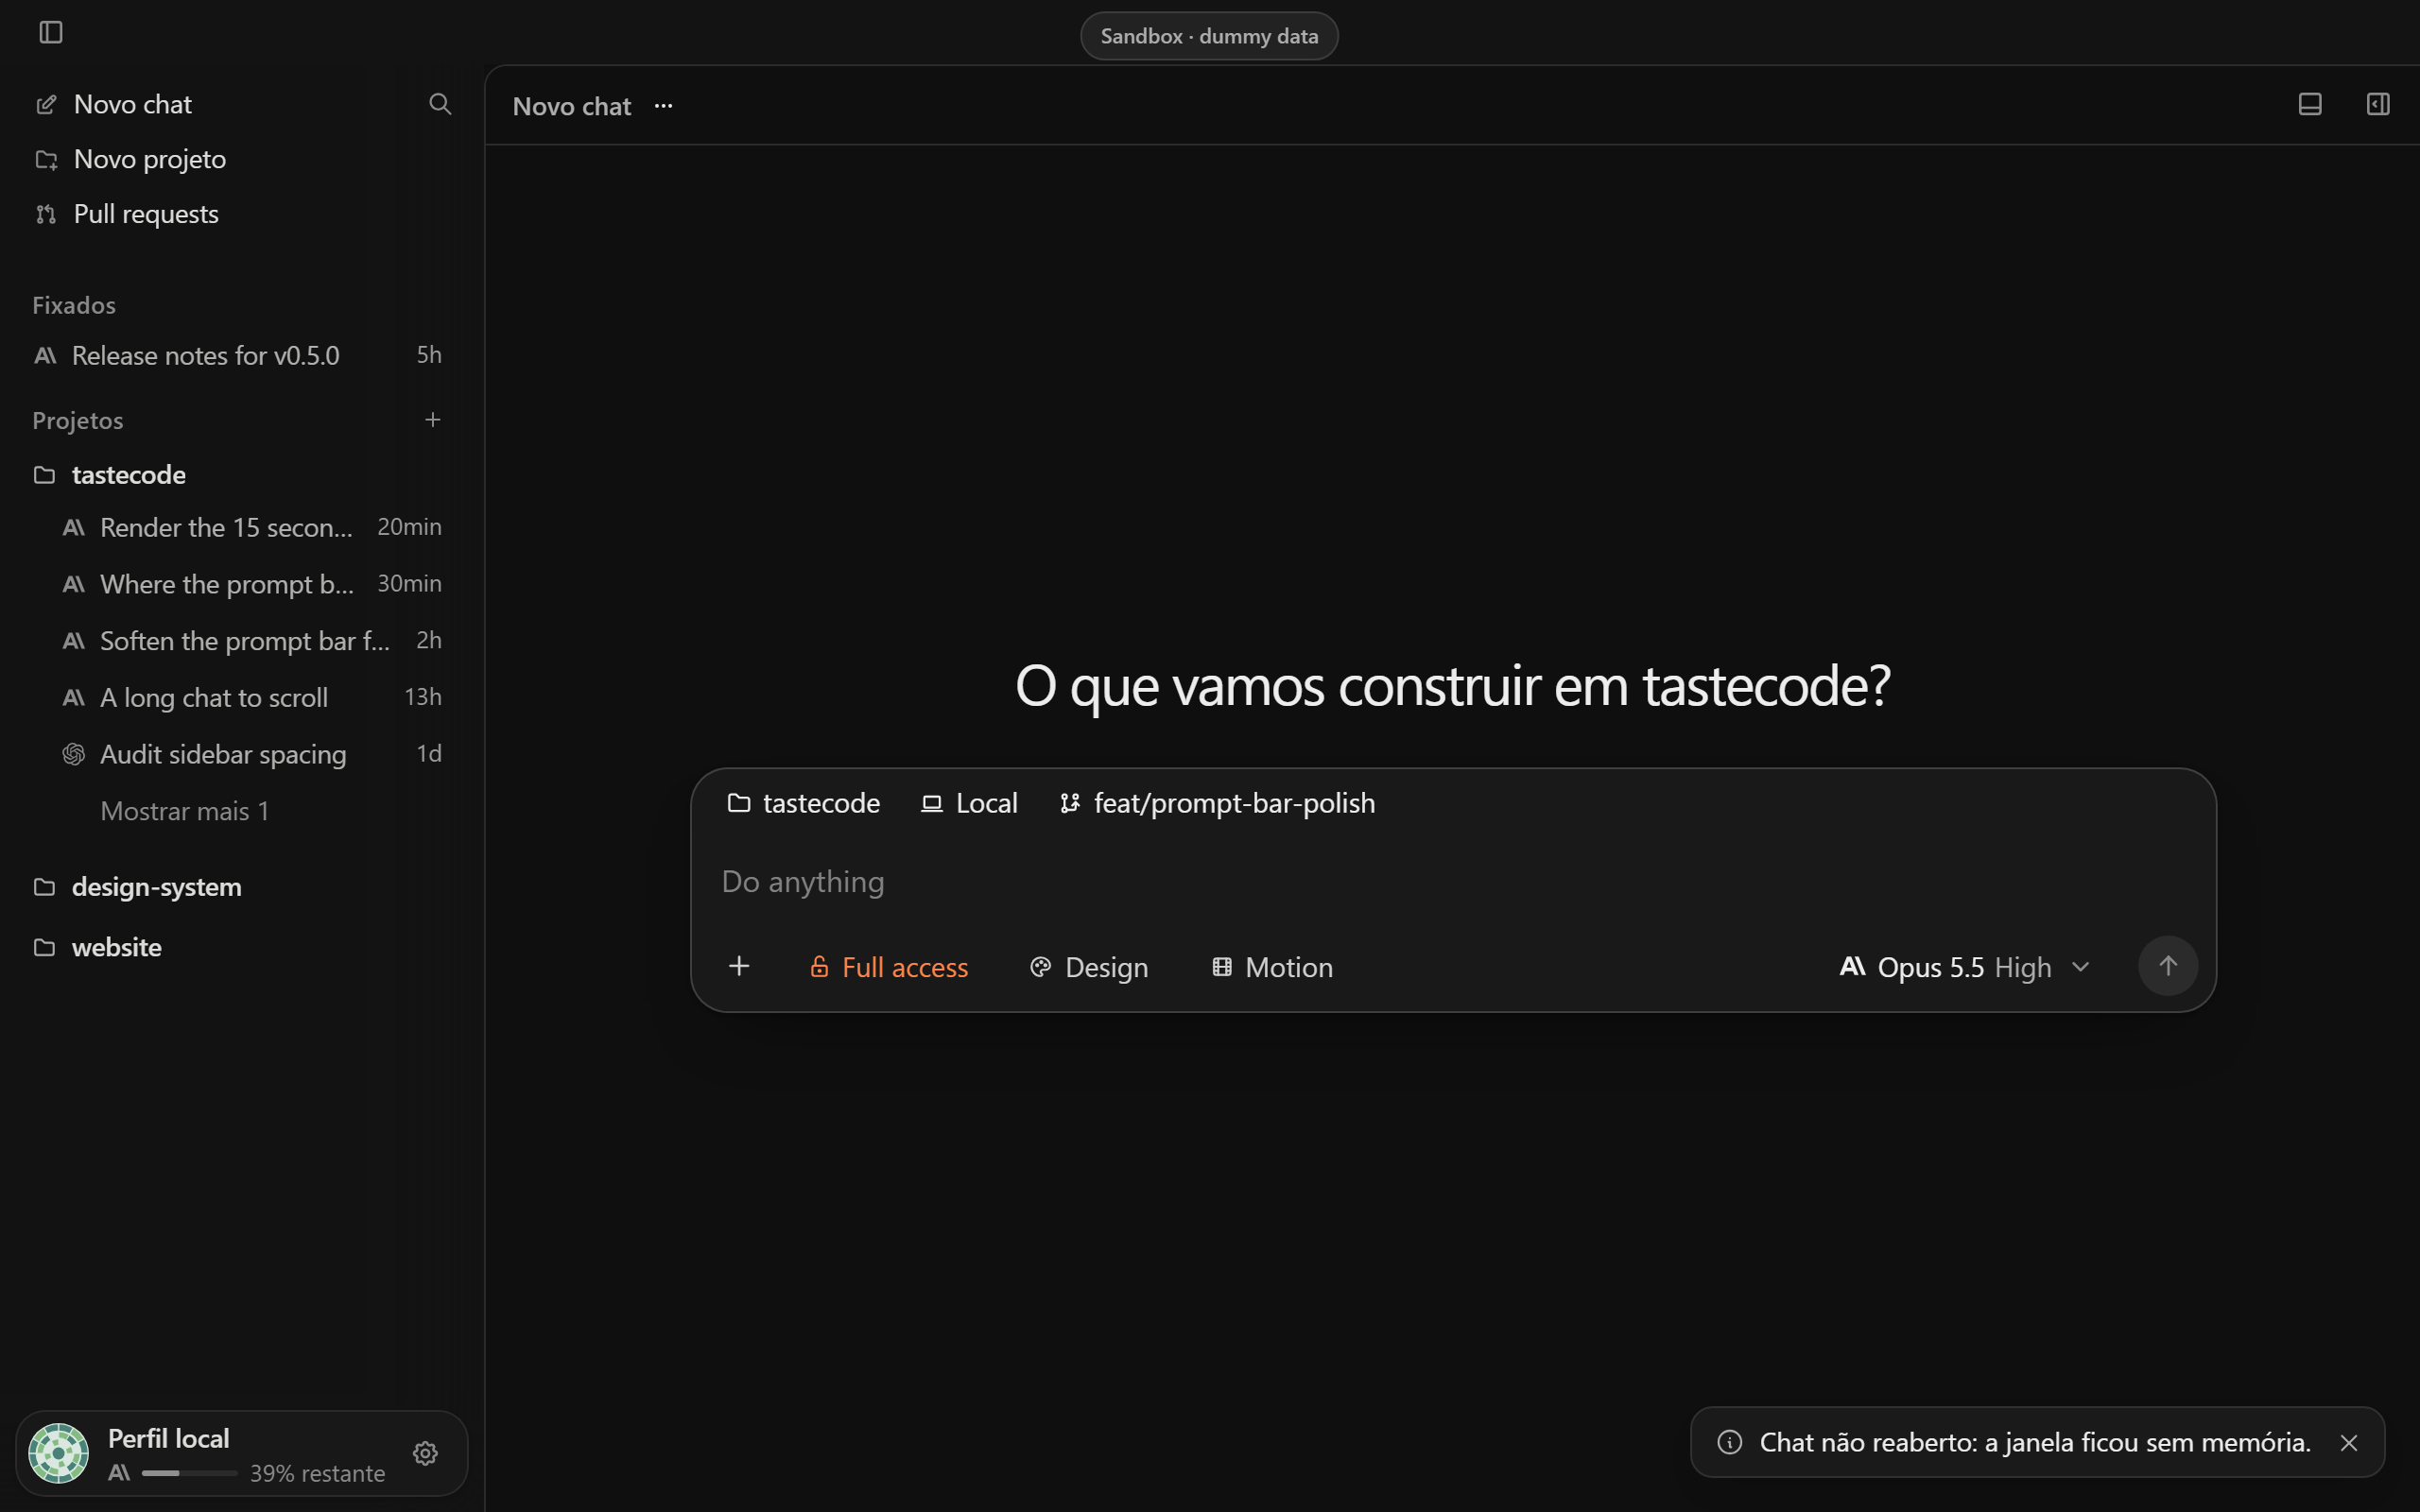 Sandbox · dummy data
Novo chat
Novo projeto
Pull requests
Fixados
Release notes for v0.5.0 5h
Projetos
tastecode
Render the 15 secon... 20min
Where the prompt b... 30min
Soften the prompt bar f... 2h
A long chat to scroll 13h
Audit sidebar spacing 1d
Mostrar mais 1
design-system
website
Perfil local
39% restante
Novo chat
O que vamos construir em tastecode?
tastecode Local feat/prompt-bar-polish
Do anything
Full access Design Motion Opus 5.5 High
Chat não reaberto: a janela ficou sem memória.